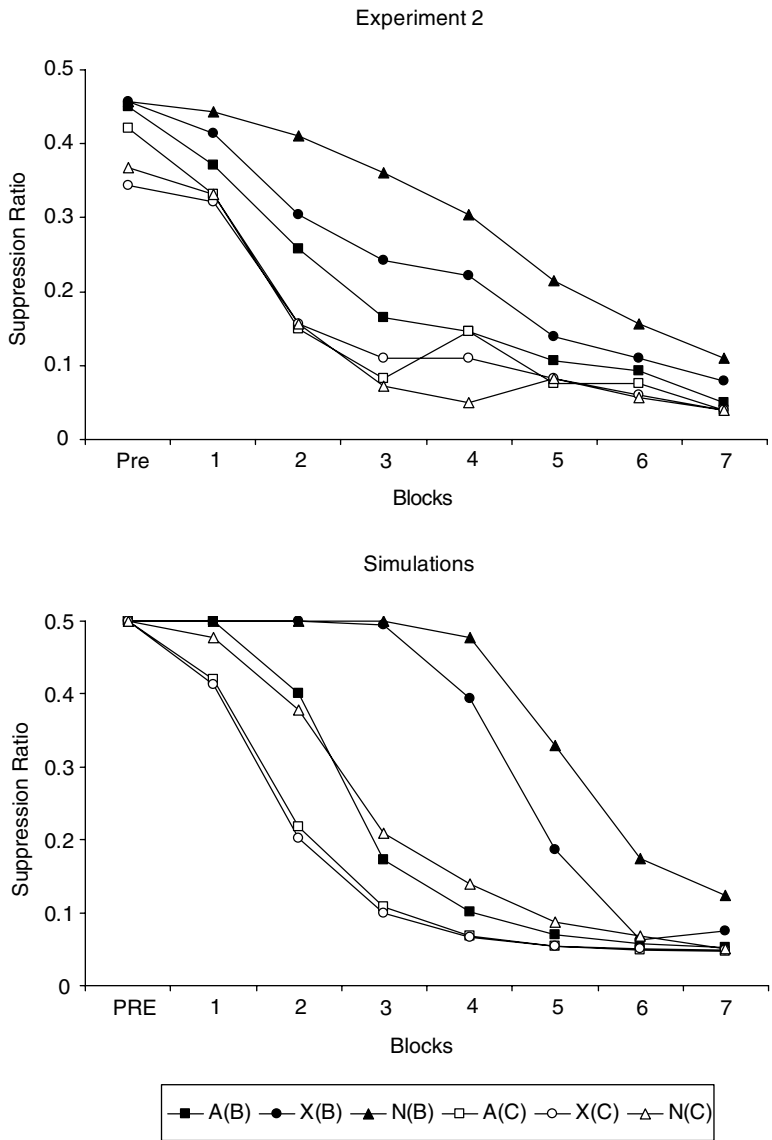 Experiment 2
0.5
0.4
0.3
0.2
0.1
0
Suppression Ratio
Pre 1 2 3 4 5 6 7
Blocks
Simulations
0.5
0.4
0.3
0.2
0.1
0
Suppression Ratio
PRE 1 2 3 4 5 6 7
Blocks
A(B) X(B) N(B) A(C) X(C) N(C)